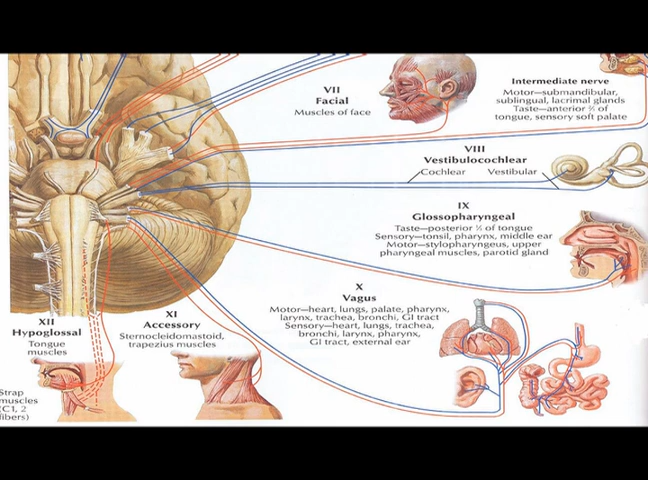 VII
Facial
Muscles of face
Intermediate nerve
Motor—submandibular,
sublingual, lacrimal glands
Taste—anterior ⅔ of
tongue, sensory soft palate
VIII
Vestibulocochlear
Cochlear Vestibular
IX
Glossopharyngeal
Taste—posterior ⅓ of tongue
Sensory—tonsil, pharynx, middle ear
Motor—stylopharyngeus, upper
pharyngeal muscles, parotid gland
X
Vagus
Motor—heart, lungs, palate, pharynx,
larynx, trachea, bronchi, GI tract
Sensory—heart, lungs, trachea,
bronchi, larynx, pharynx,
GI tract, external ear
XII
Hypoglossal
Tongue
muscles
XI
Accessory
Sternocleidomastoid,
trapezius muscles
Strap
muscles
(C1, 2
fibers)